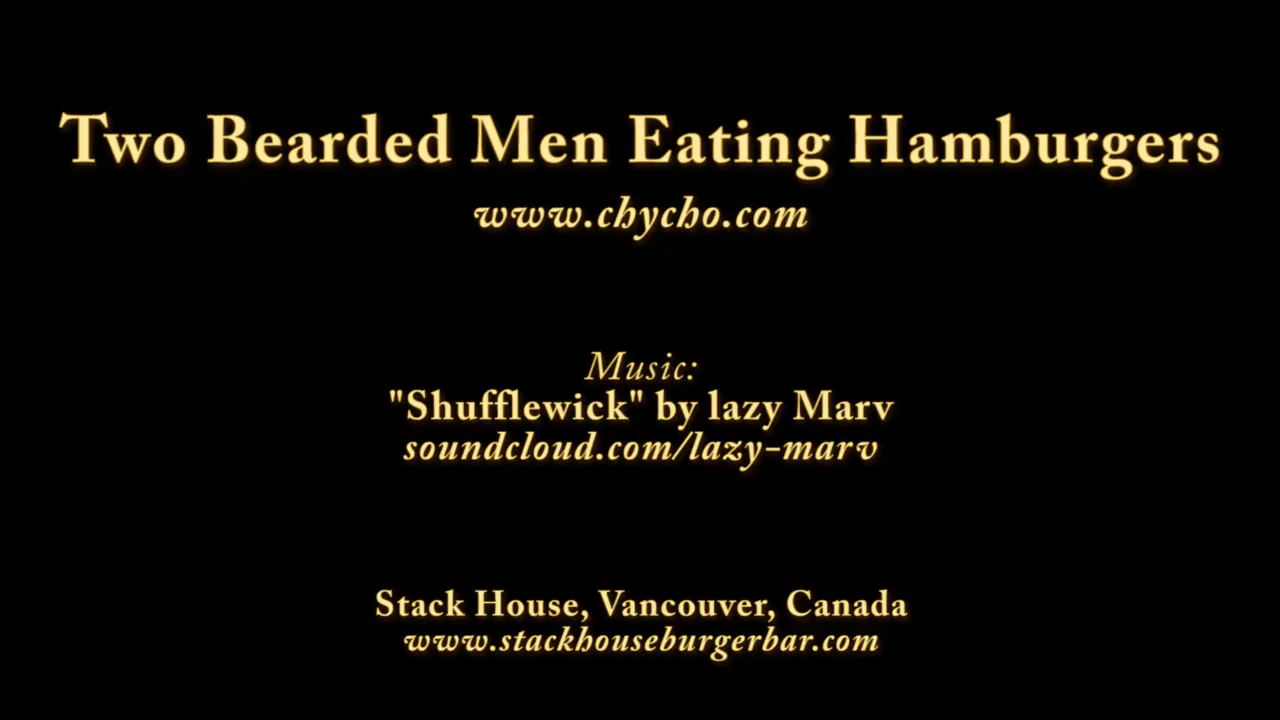 Two Bearded Men Eating Hamburgers
www.chycho.com
Music:
"Shufflewick" by lazy Marv
soundcloud.com/lazy-marv
Stack House, Vancouver, Canada
www.stackhouseburgerbar.com